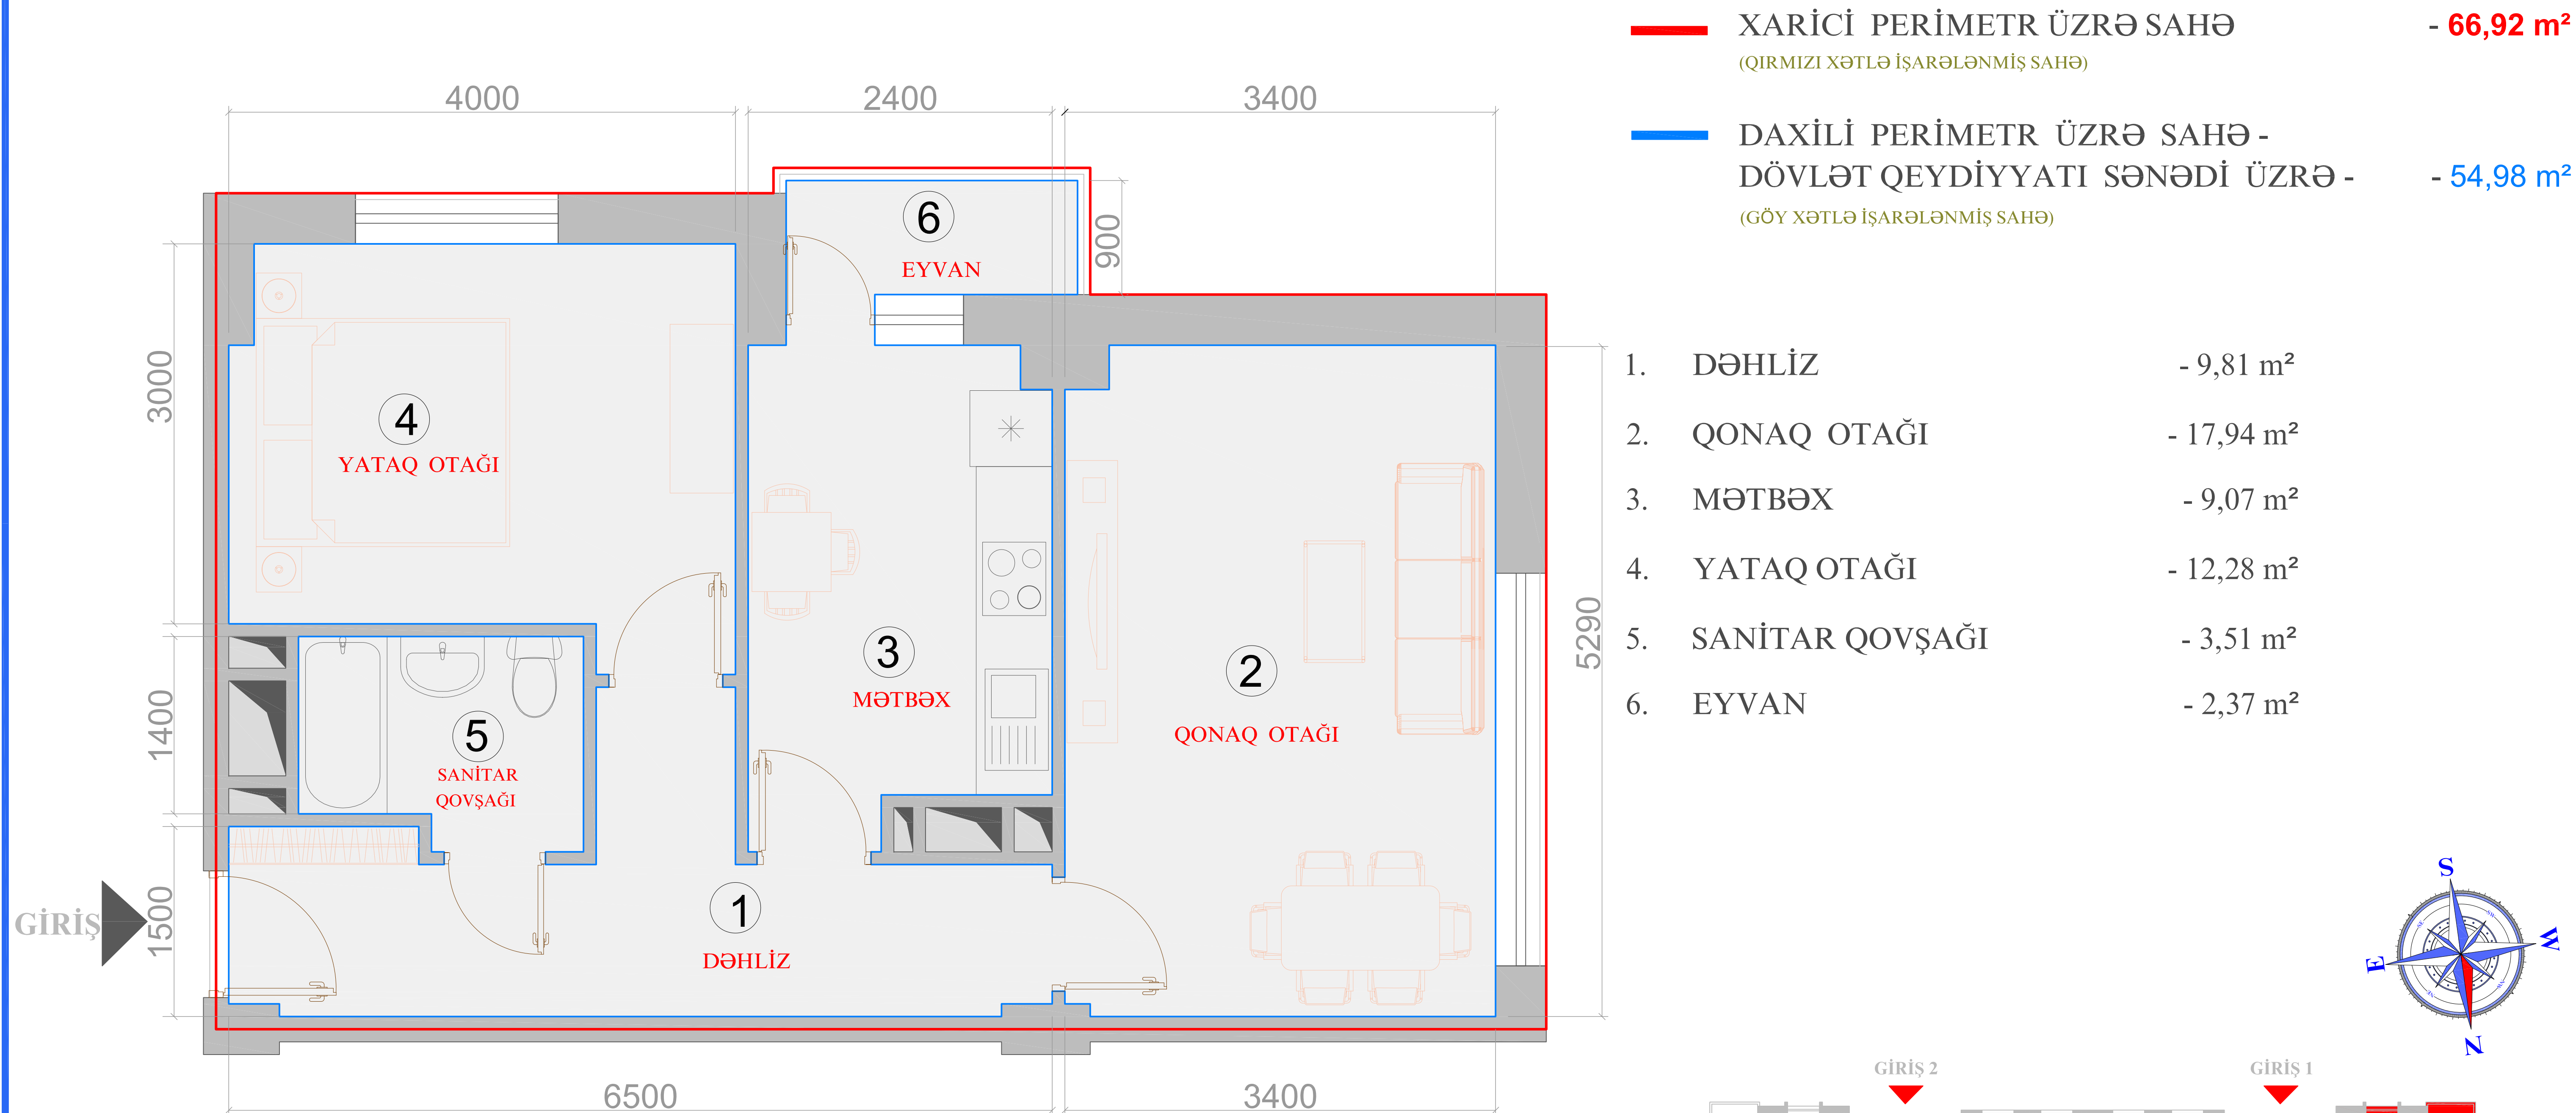 XARİCİ PERİMETR ÜZRƏ SAHƏ - 66,92 m²
(QIRMIZI XƏTLƏ İŞARƏLƏNMİŞ SAHƏ)
DAXİLİ PERİMETR ÜZRƏ SAHƏ -
DÖVLƏT QEYDİYYATI SƏNƏDİ ÜZRƏ - - 54,98 m²
(GÖY XƏTLƏ İŞARƏLƏNMİŞ SAHƏ)
4000 2400 3400
6
EYVAN
900
3000
4
YATAQ OTAĞI
1. DƏHLİZ - 9,81 m²
2. QONAQ OTAĞI - 17,94 m²
3. MƏTBƏX - 9,07 m²
4. YATAQ OTAĞI - 12,28 m²
5. SANİTAR QOVŞAĞI - 3,51 m²
6. EYVAN - 2,37 m²
5290
3
MƏTBƏX
2
QONAQ OTAĞI
1400
5
SANİTAR
QOVŞAĞI
GİRİŞ
1500
1
DƏHLİZ
S
W
E
N
6500 3400
GİRİŞ 2 GİRİŞ 1